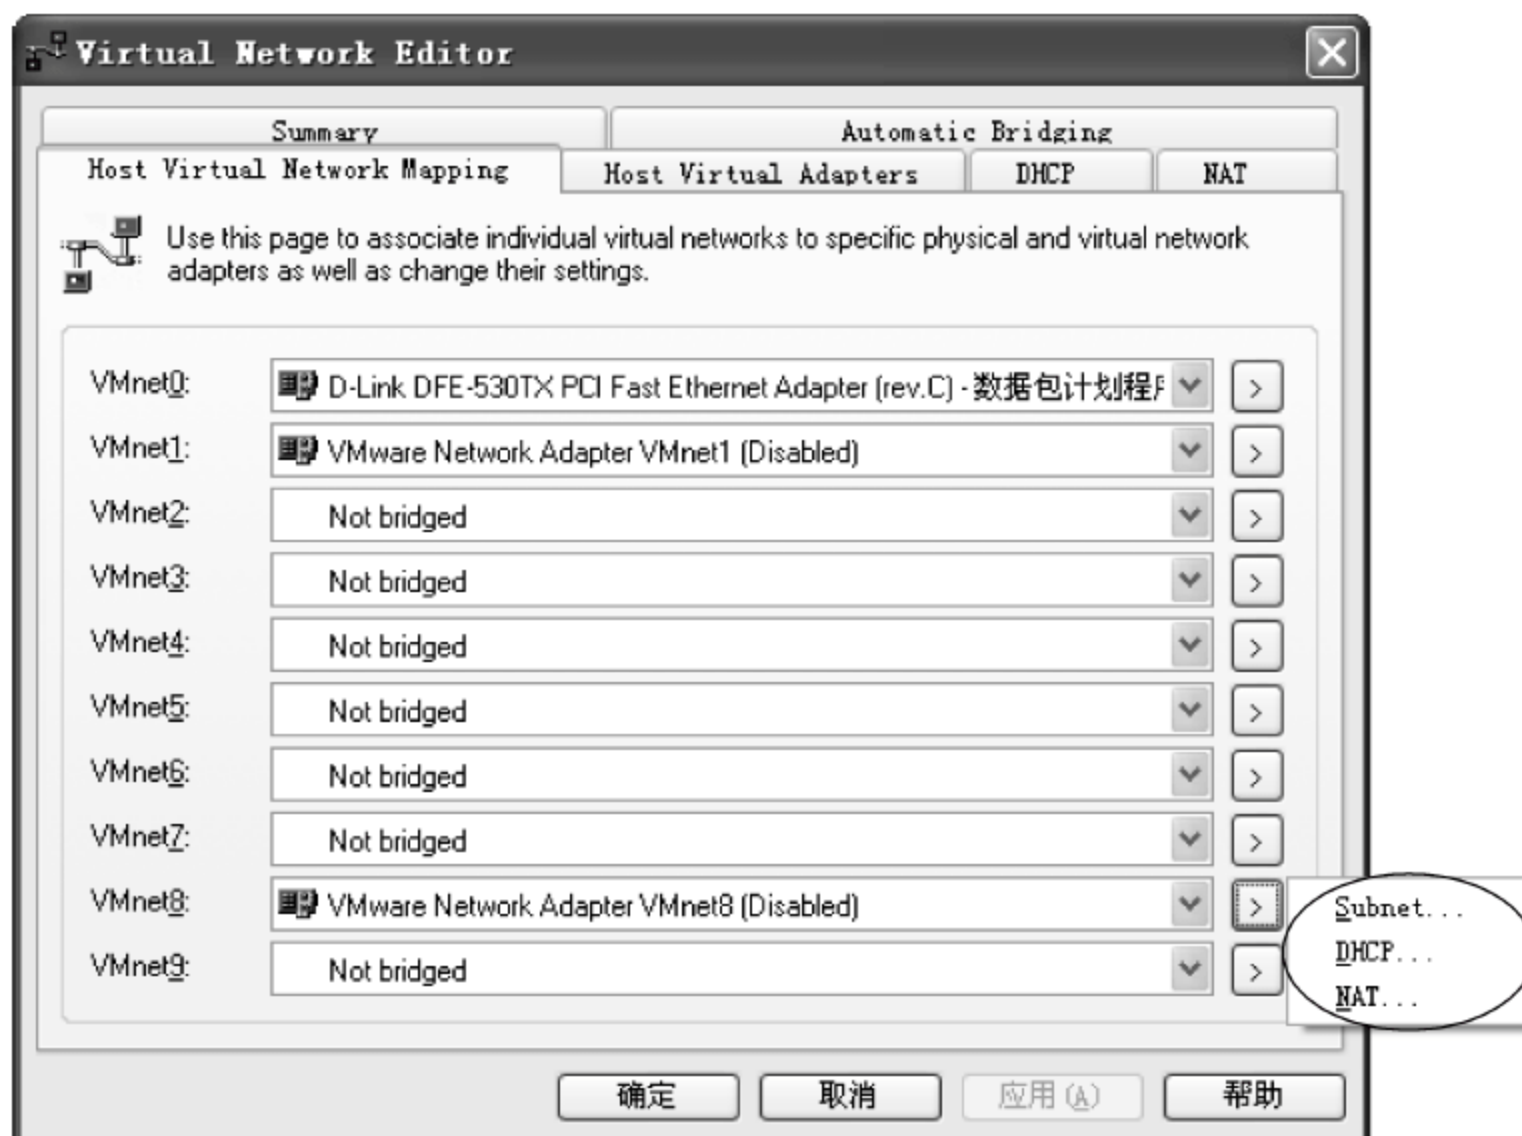 Virtual Network Editor
Summary
Automatic Bridging
Host Virtual Network Mapping
Host Virtual Adapters
DHCP
NAT
Use this page to associate individual virtual networks to specific physical and virtual network
adapters as well as change their settings.
VMnet0:
D-Link DFE-530TX PCI Fast Ethernet Adapter (rev.C) - 数据包计划程
>
VMnet1:
VMware Network Adapter VMnet1 (Disabled)
>
VMnet2:
Not bridged
>
VMnet3:
Not bridged
>
VMnet4:
Not bridged
>
VMnet5:
Not bridged
>
VMnet6:
Not bridged
>
VMnet7:
Not bridged
>
VMnet8:
VMware Network Adapter VMnet8 (Disabled)
>
Subnet...
DHCP...
NAT...
VMnet9:
Not bridged
>
确定
取消
应用(A)
帮助